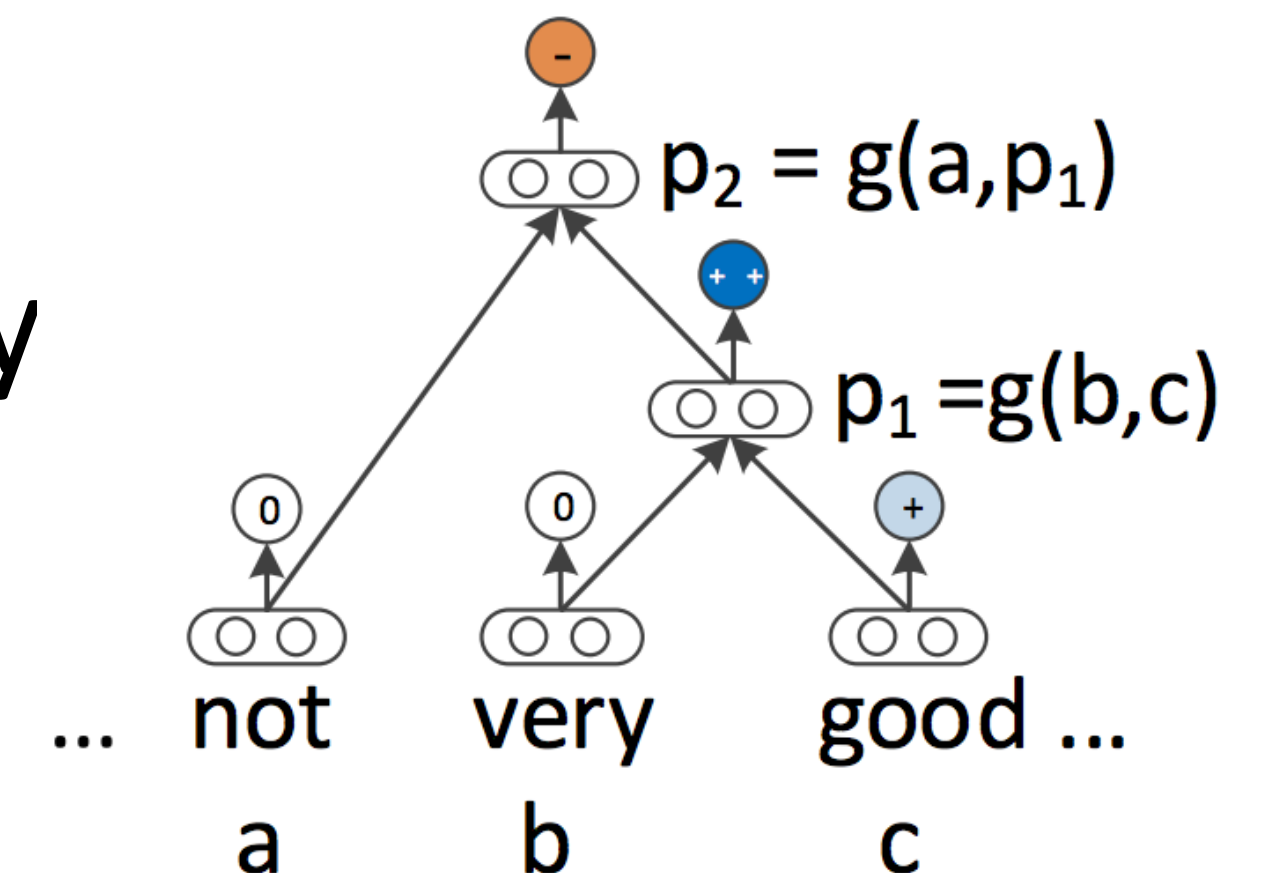 -
p₂ = g(a,p₁)
+ +
y
p₁ =g(b,c)
0 0 +
... not very good ...
a b c